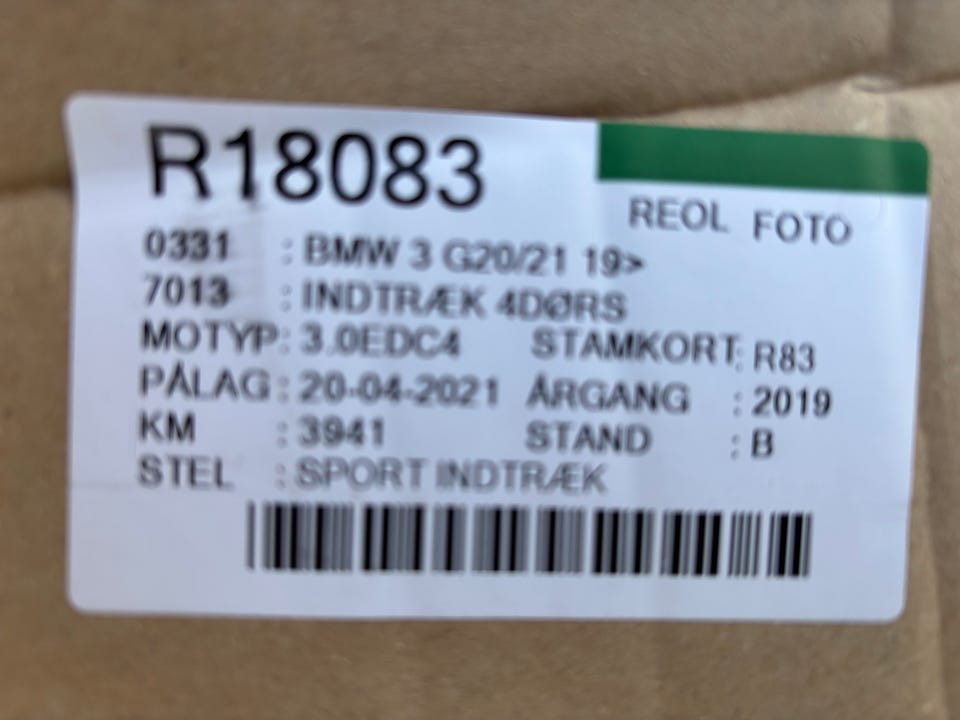 R18083
REOL FOTO
0331 : BMW 3 G20/21 19>
7013 : INDTRÆK 4DØRS
MOTYP: 3.0EDC4 STAMKORT: R83
PÅLAG : 20-04-2021 ÅRGANG : 2019
KM : 3941 STAND : B
STEL : SPORT INDTRÆK